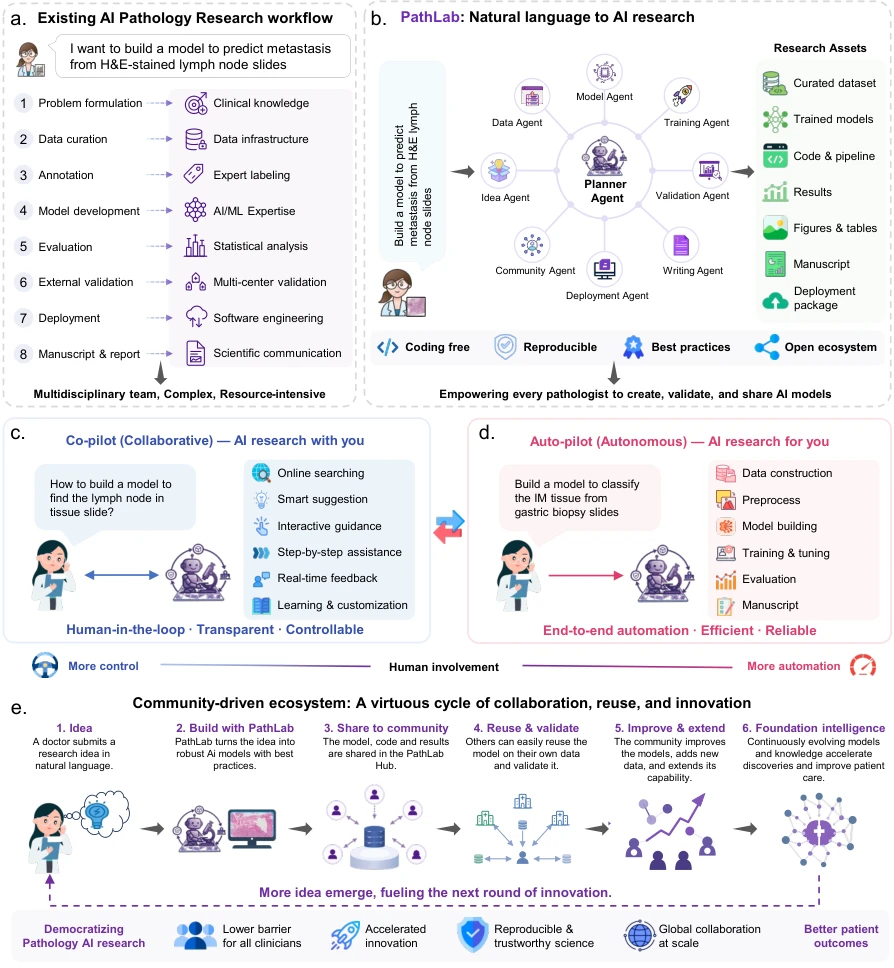 a. Existing AI Pathology Research workflow
I want to build a model to predict metastasis
from H&E-stained lymph node slides
1 Problem formulation Clinical knowledge
2 Data curation Data infrastructure
3 Annotation Expert labeling
4 Model development AI/ML Expertise
5 Evaluation Statistical analysis
6 External validation Multi-center validation
7 Deployment Software engineering
8 Manuscript & report Scientific communication
Multidisciplinary team, Complex, Resource-intensive
b. PathLab: Natural language to AI research
Build a model to predict
metastasis from H&E lymph
node slides
Model Agent
Data Agent
Training Agent
Idea Agent
Planner
Agent
Validation Agent
Community Agent
Writing Agent
Deployment Agent
Research Assets
Curated dataset
Trained models
Code & pipeline
Results
Figures & tables
Manuscript
Deployment
package
Coding free Reproducible Best practices Open ecosystem
Empowering every pathologist to create, validate, and share AI models
c. Co-pilot (Collaborative) — AI research with you
How to build a model to
find the lymph node in
tissue slide?
Online searching
Smart suggestion
Interactive guidance
Step-by-step assistance
Real-time feedback
Learning & customization
Human-in-the-loop · Transparent · Controllable
d. Auto-pilot (Autonomous) — AI research for you
Build a model to classify
the IM tissue from
gastric biopsy slides
Data construction
Preprocess
Model building
Training & tuning
Evaluation
Manuscript
End-to-end automation · Efficient · Reliable
More control Human involvement More automation
e. Community-driven ecosystem: A virtuous cycle of collaboration, reuse, and innovation
1. Idea
A doctor submits a
research idea in
natural language.
2. Build with PathLab
PathLab turns the idea into
robust Ai models with best
practices.
3. Share to community
The model, code and results
are shared in the PathLab
Hub.
4. Reuse & validate
Others can easily reuse the
model on their own data
and validate it.
5. Improve & extend
The community improves
the models, adds new
data, and extends its
capability.
6. Foundation intelligence
Continuously evolving models
and knowledge accelerate
discoveries and improve patient
care.
More idea emerge, fueling the next round of innovation.
Democratizing
Pathology AI research
Lower barrier
for all clinicians
Accelerated
innovation
Reproducible &
trustworthy science
Global collaboration
at scale
Better patient
outcomes